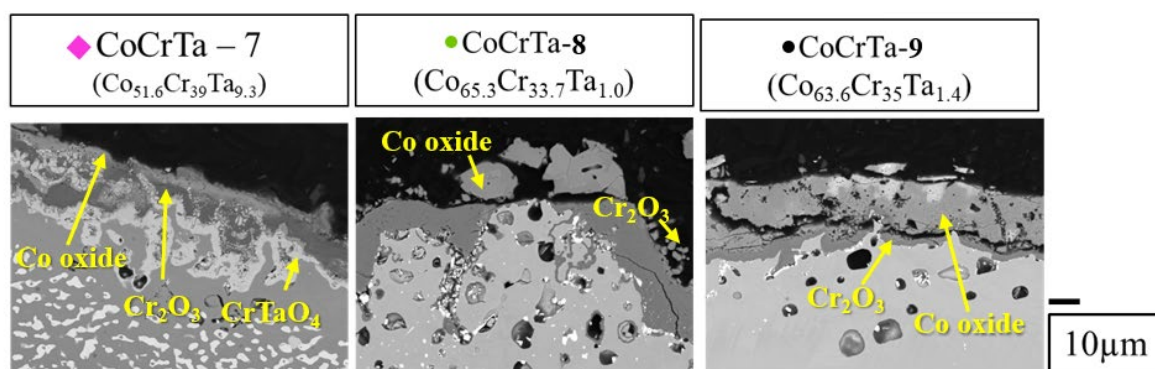 ◆ CoCrTa – 7
(Co₅₁.₆Cr₃₉Ta₉.₃)
● CoCrTa-8
(Co₆₅.₃Cr₃₃.₇Ta₁.₀)
● CoCrTa-9
(Co₆₃.₆Cr₃₅Ta₁.₄)
Co oxide
Cr₂O₃
CrTaO₄
Co oxide
Cr₂O₃
Cr₂O₃
Co oxide
10µm